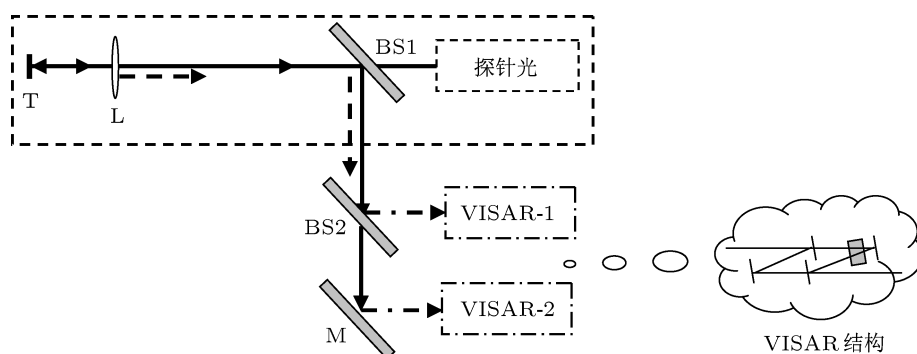 BS1
探针光
T
L
VISAR-1
BS2
VISAR-2
M
VISAR 结构